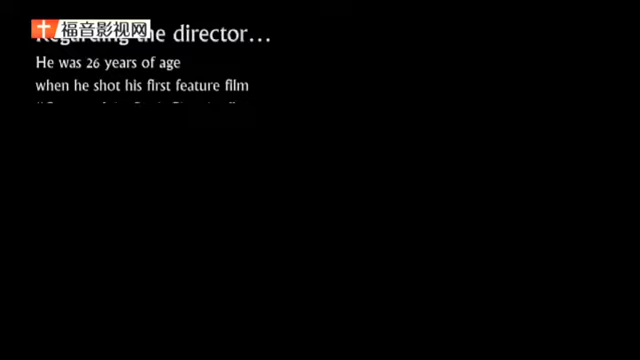 福音影视网
Regarding the director...
He was 26 years of age
when he shot his first feature film